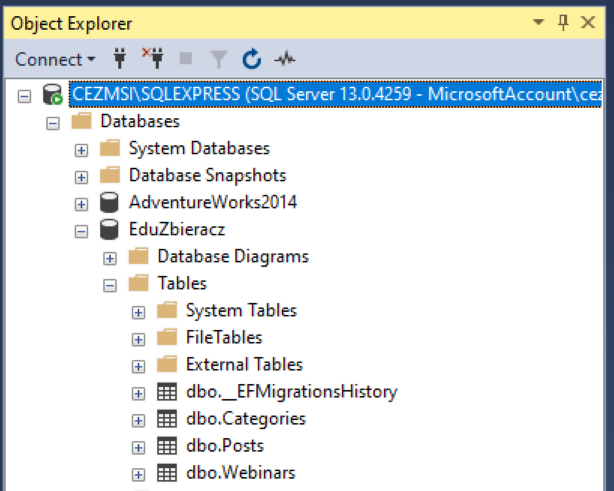 Object Explorer
Connect
CEZMSI\SQLEXPRESS (SQL Server 13.0.4259 - MicrosoftAccount\cez
Databases
System Databases
Database Snapshots
AdventureWorks2014
EduZbieracz
Database Diagrams
Tables
System Tables
FileTables
External Tables
dbo.__EFMigrationsHistory
dbo.Categories
dbo.Posts
dbo.Webinars